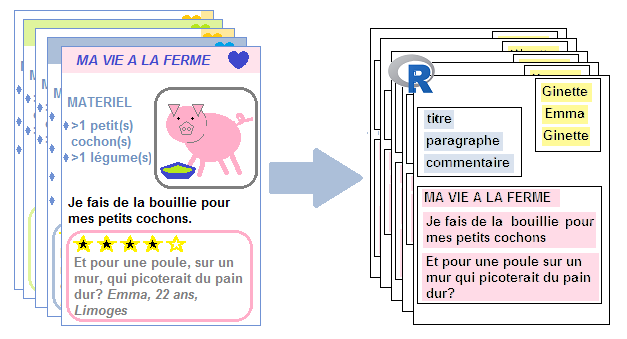 MA VIE A LA FERME
MATERIEL
>1 petit(s)
cochon(s)
>1 légume(s)
Je fais de la bouillie pour
mes petits cochons.
Et pour une poule, sur un
mur, qui picoterait du pain
dur? Emma, 22 ans,
Limoges
R
titre
paragraphe
commentaire
Ginette
Emma
Ginette
MA VIE A LA FERME
Je fais de la bouillie pour
mes petits cochons
Et pour une poule sur un
mur qui picoterait du pain
dur?